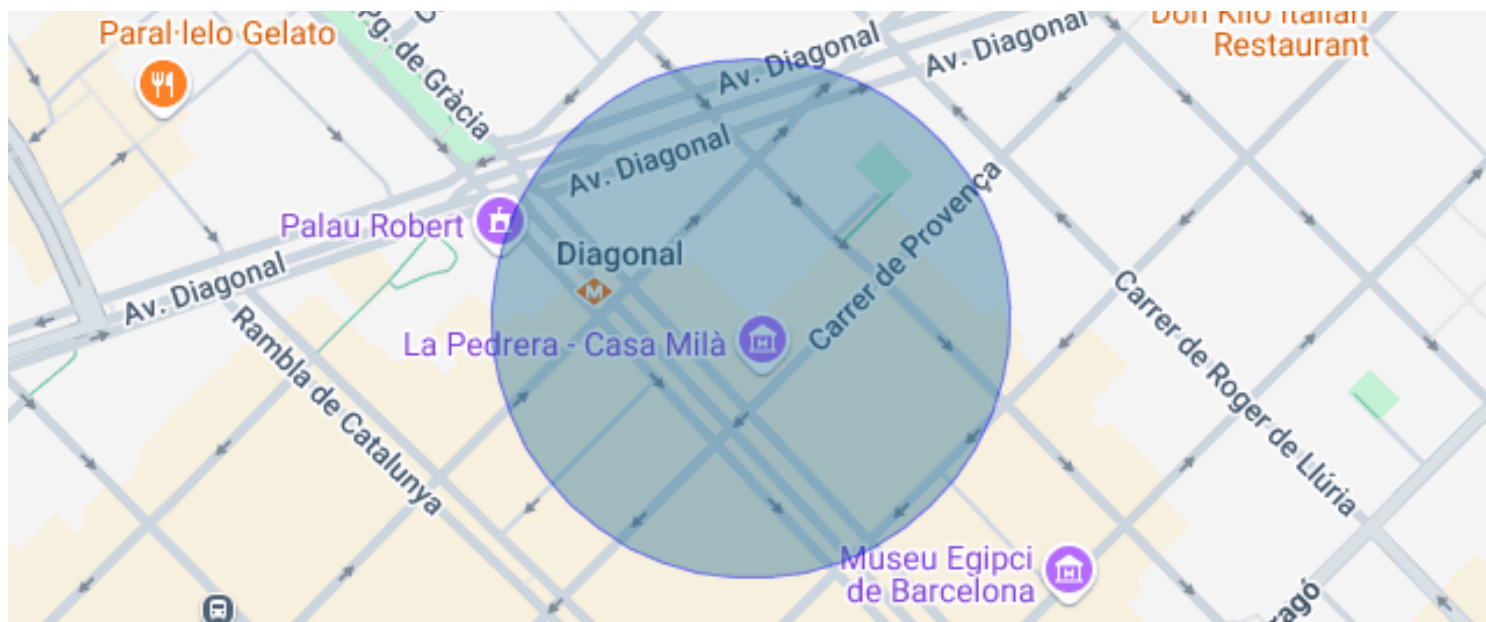 Paral·lelo Gelato
Pg. de Gràcia
Av. Diagonal
Av. Diagonal
Don Kilo Italian
Restaurant
Av. Diagonal
Palau Robert
Diagonal
M
Carrer de Provença
Av. Diagonal
La Pedrera - Casa Milà
Rambla de Catalunya
Carrer de Roger de Llúria
Museu Egipci
de Barcelona
ragó